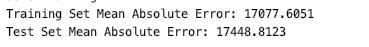 Training Set Mean Absolute Error: 17077.6051
Test Set Mean Absolute Error: 17448.8123